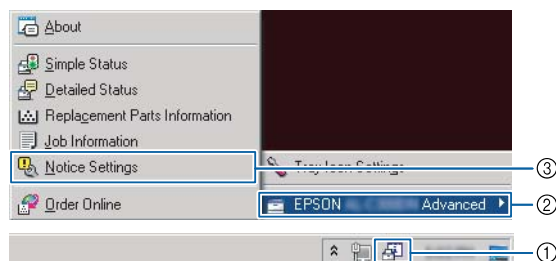 About
Simple Status
Detailed Status
Replacement Parts Information
Job Information
Notice Settings
③
Order Online
EPSON Advanced
②
①